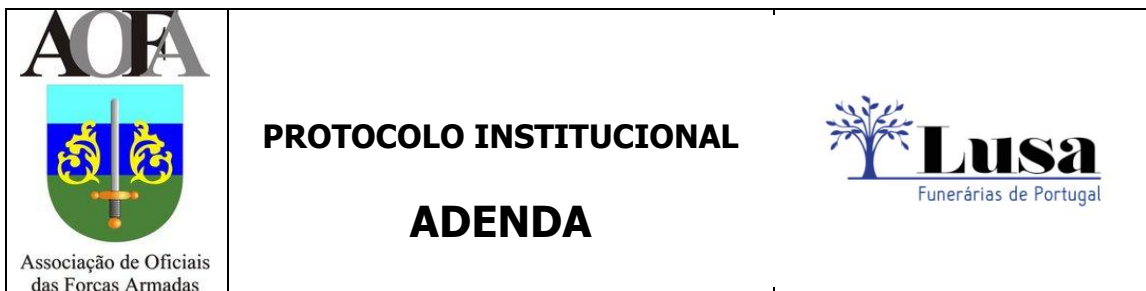 AOFA
Associação de Oficiais
das Forças Armadas
PROTOCOLO INSTITUCIONAL
ADENDA
Lusa
Funerárias de Portugal